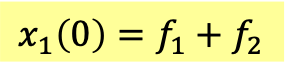 x₁(0) = f₁ + f₂